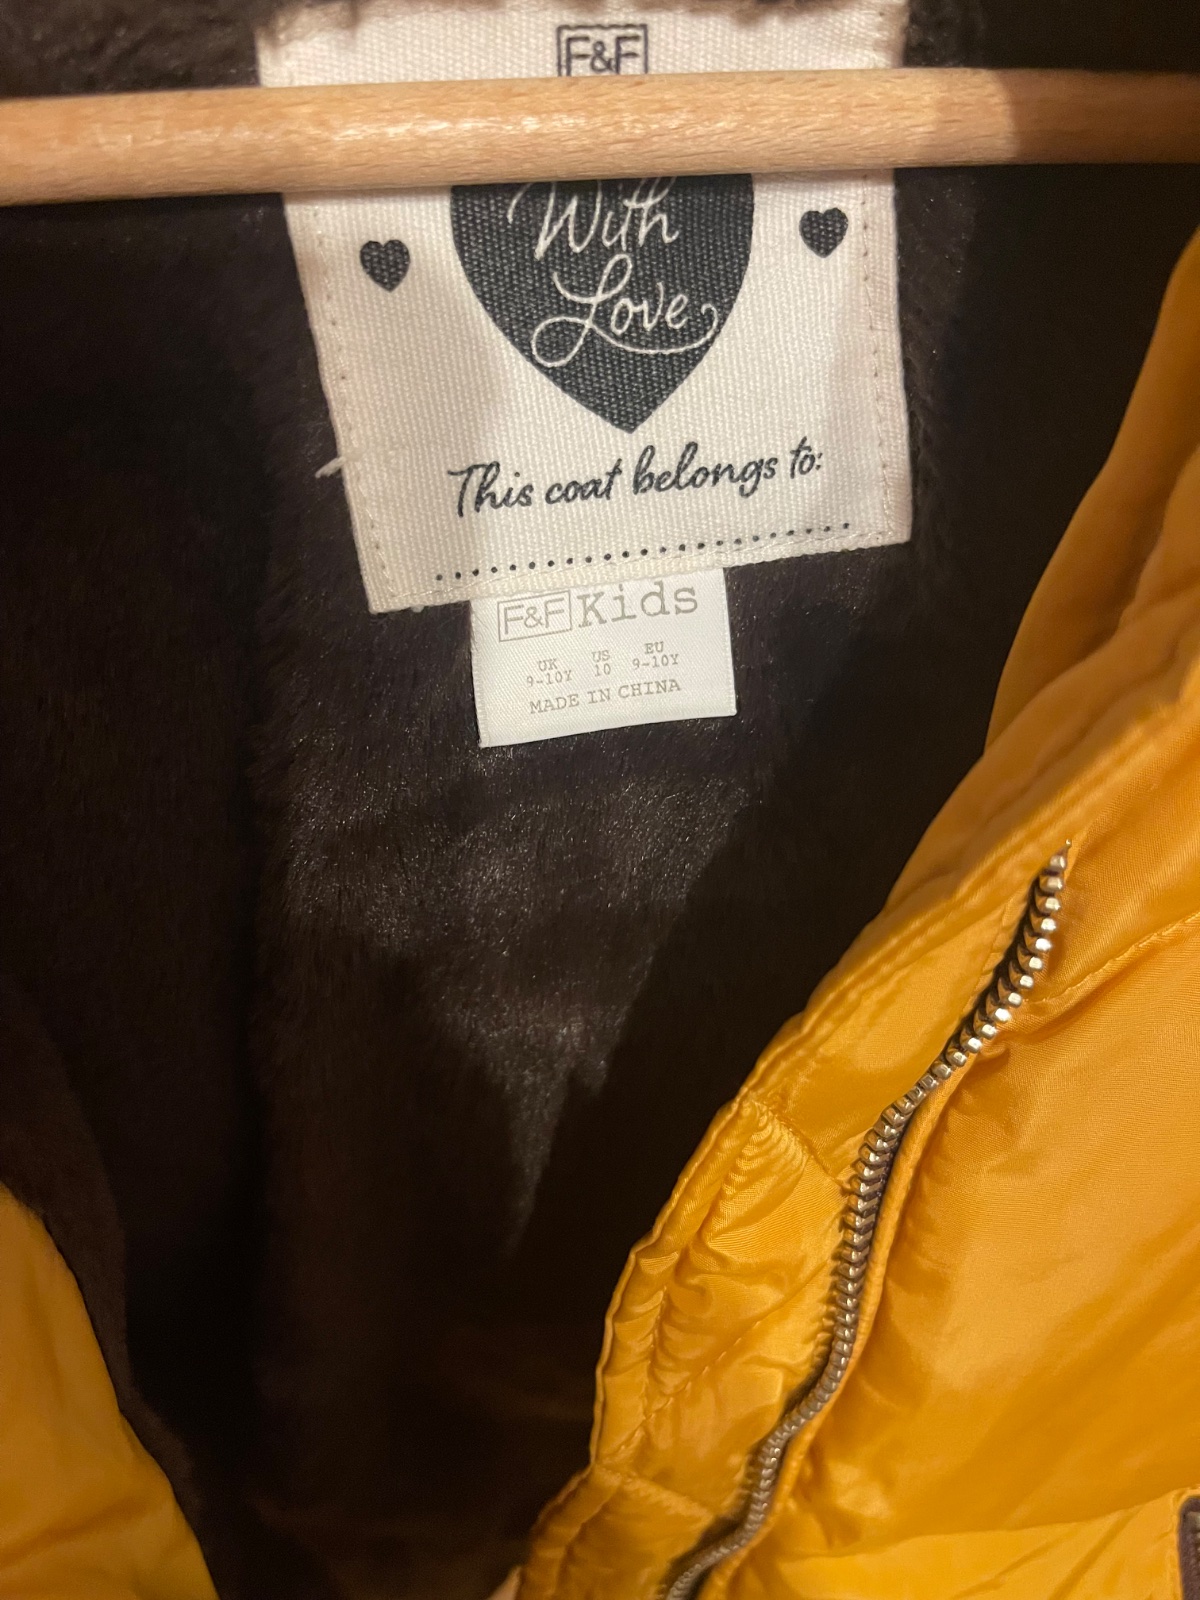 F&F
With
Love
This coat belongs to:
F&F Kids
UK US EU
9-10Y 10 9-10Y
MADE IN CHINA